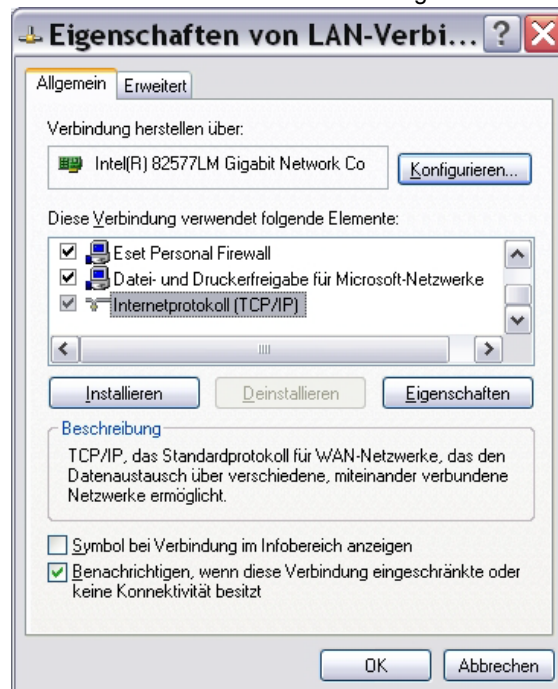 Eigenschaften von LAN-Verbi...
Allgemein
Erweitert
Verbindung herstellen über:
Intel(R) 82577LM Gigabit Network Co
Konfigurieren...
Diese Verbindung verwendet folgende Elemente:
Eset Personal Firewall
Datei- und Druckerfreigabe für Microsoft-Netzwerke
Internetprotokoll (TCP/IP)
Installieren
Deinstallieren
Eigenschaften
Beschreibung
TCP/IP, das Standardprotokoll für WAN-Netzwerke, das den
Datenaustausch über verschiedene, miteinander verbundene
Netzwerke ermöglicht.
Symbol bei Verbindung im Infobereich anzeigen
Benachrichtigen, wenn diese Verbindung eingeschränkte oder
keine Konnektivität besitzt
OK
Abbrechen